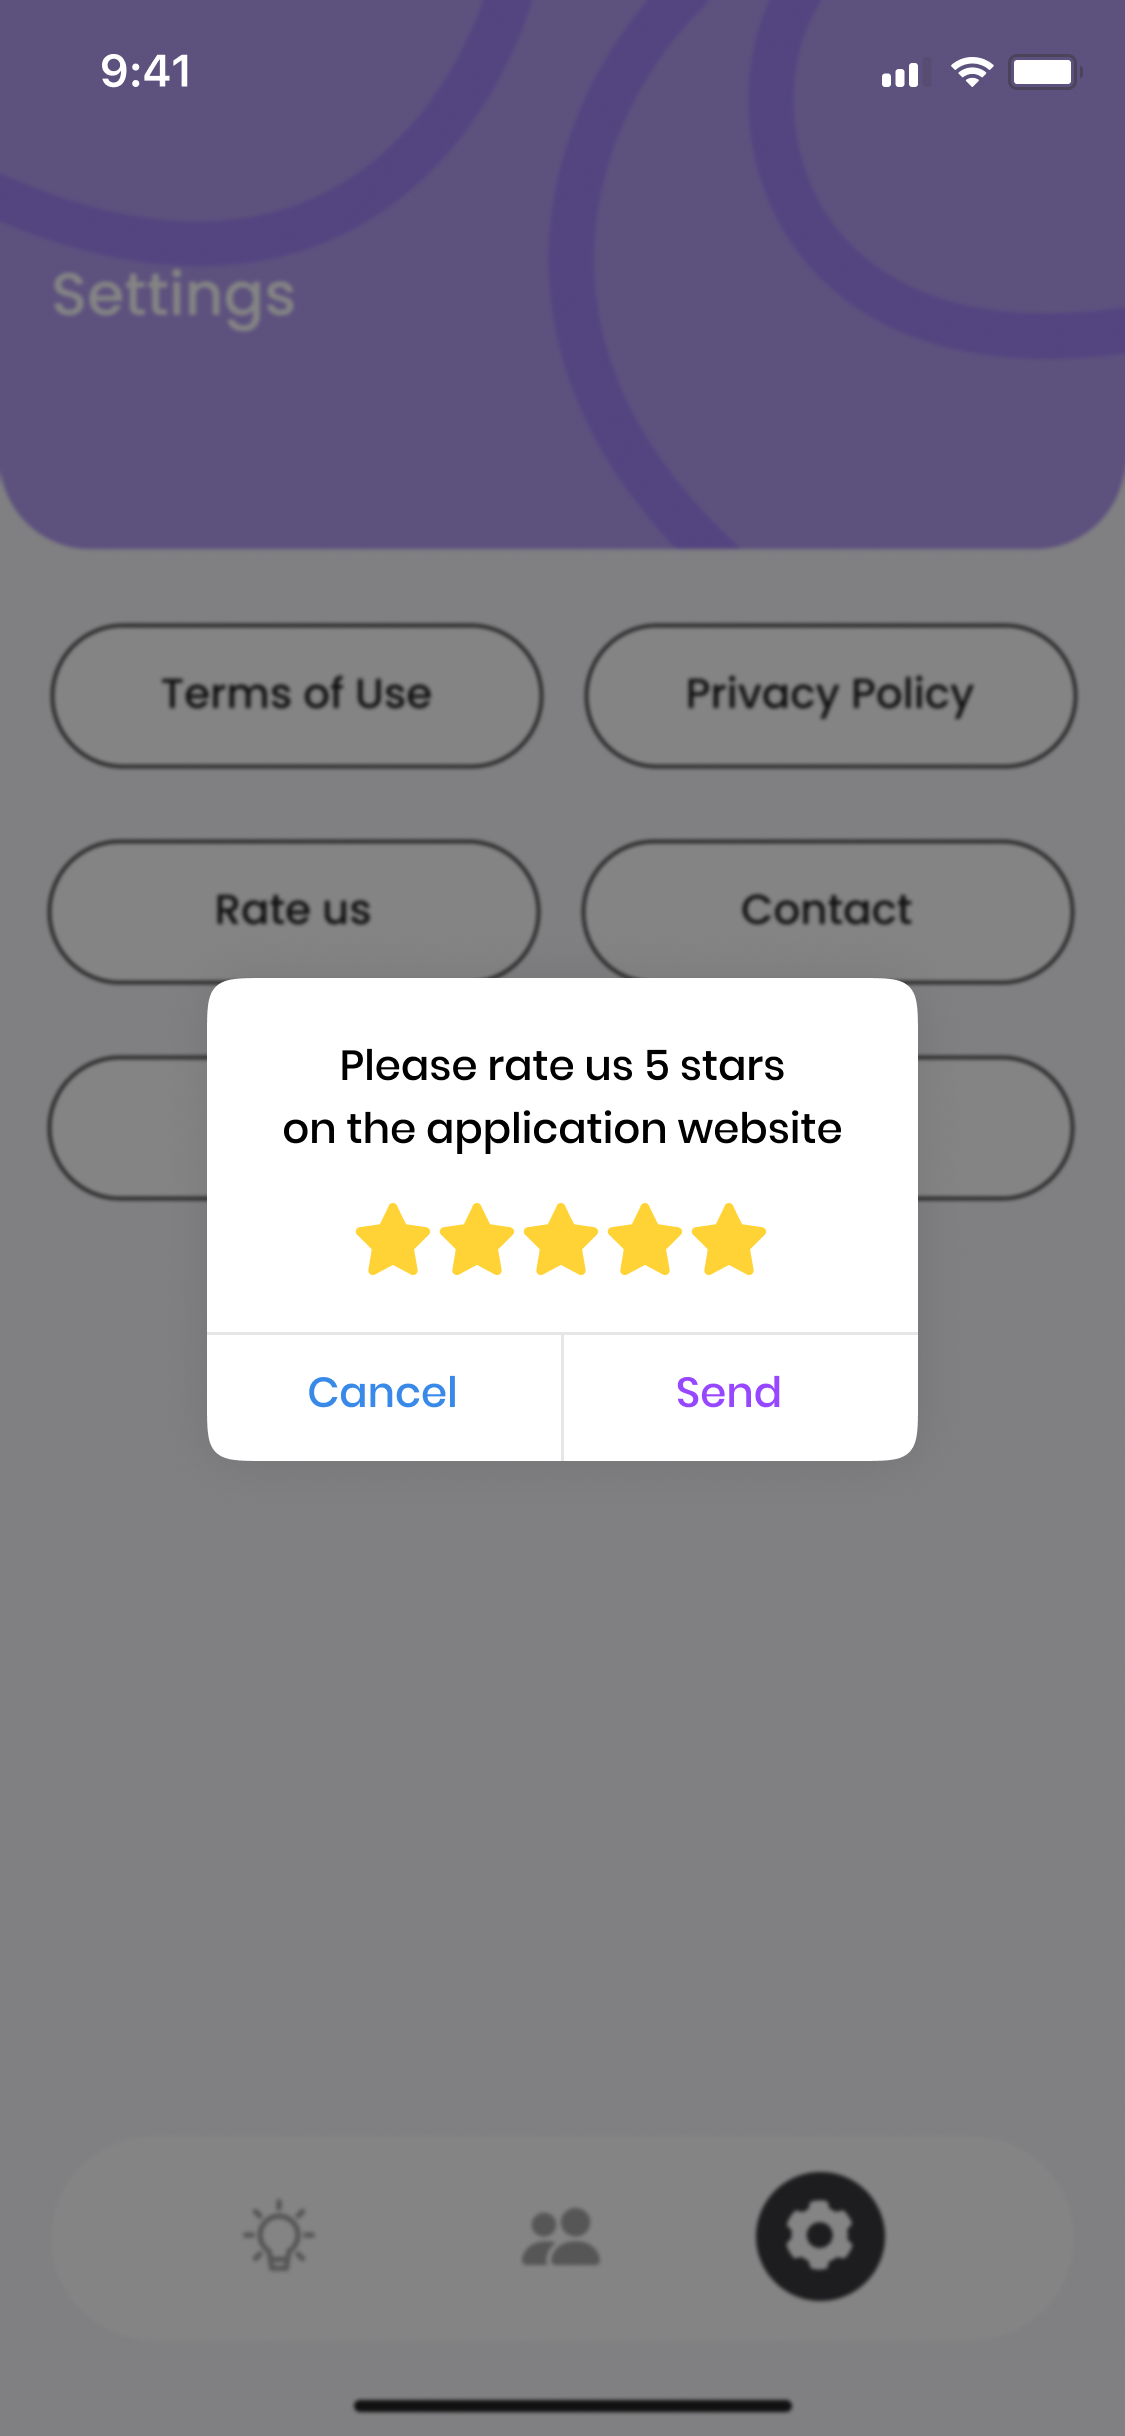 9:41
Settings
Terms of Use
Privacy Policy
Rate us
Contact
Please rate us 5 stars
on the application website
Cancel
Send